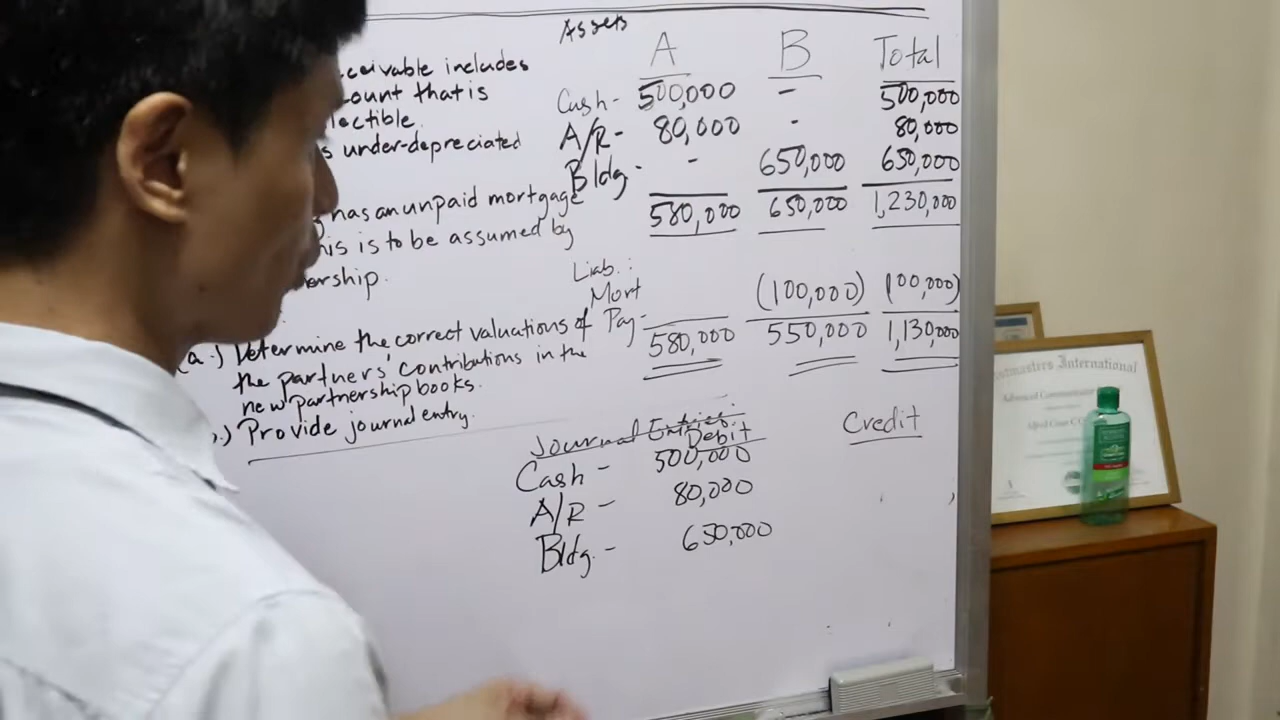 Assets
ceivable includes
count that is
lectible.
s under-depreciated
has an unpaid mortgage
his is to be assumed by
ership.
(a.) Determine the correct valuations of
the partners' contributions in the
new partnership books.
.) Provide journal entry.
A B Total
Cash - 500,000 - 500,000
A/R - 80,000 - 80,000
Bldg. - - 650,000 650,000
580,000 650,000 1,230,000
Liab. :
Mort (100,000) (100,000)
Pay - 580,000 550,000 1,130,000
Journal Entries:
Debit Credit
Cash - 500,000
A/R - 80,000
Bldg. - 650,000
Toastmasters International